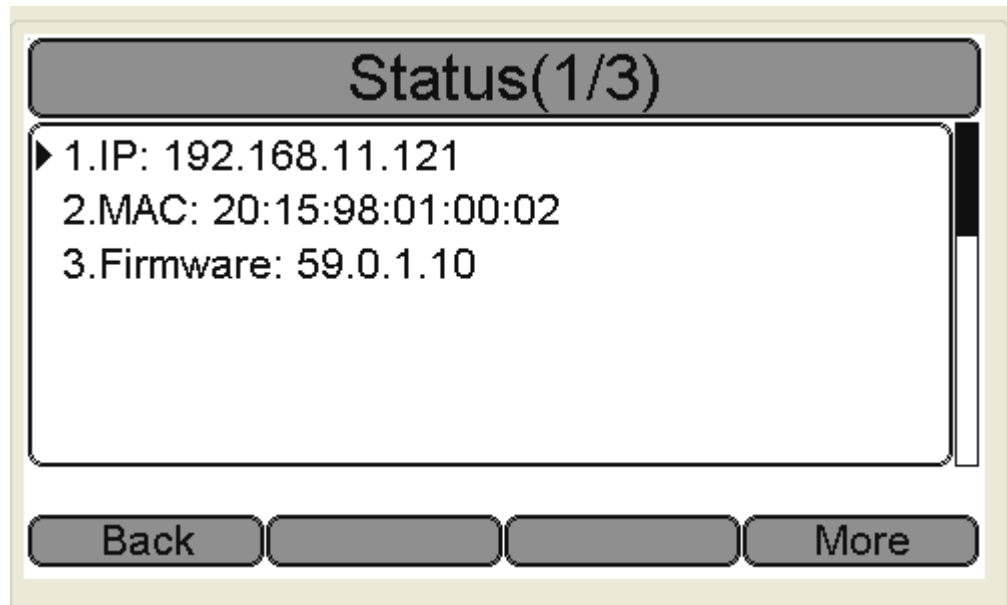 Status(1/3)
1.IP: 192.168.11.121
2.MAC: 20:15:98:01:00:02
3.Firmware: 59.0.1.10
Back More